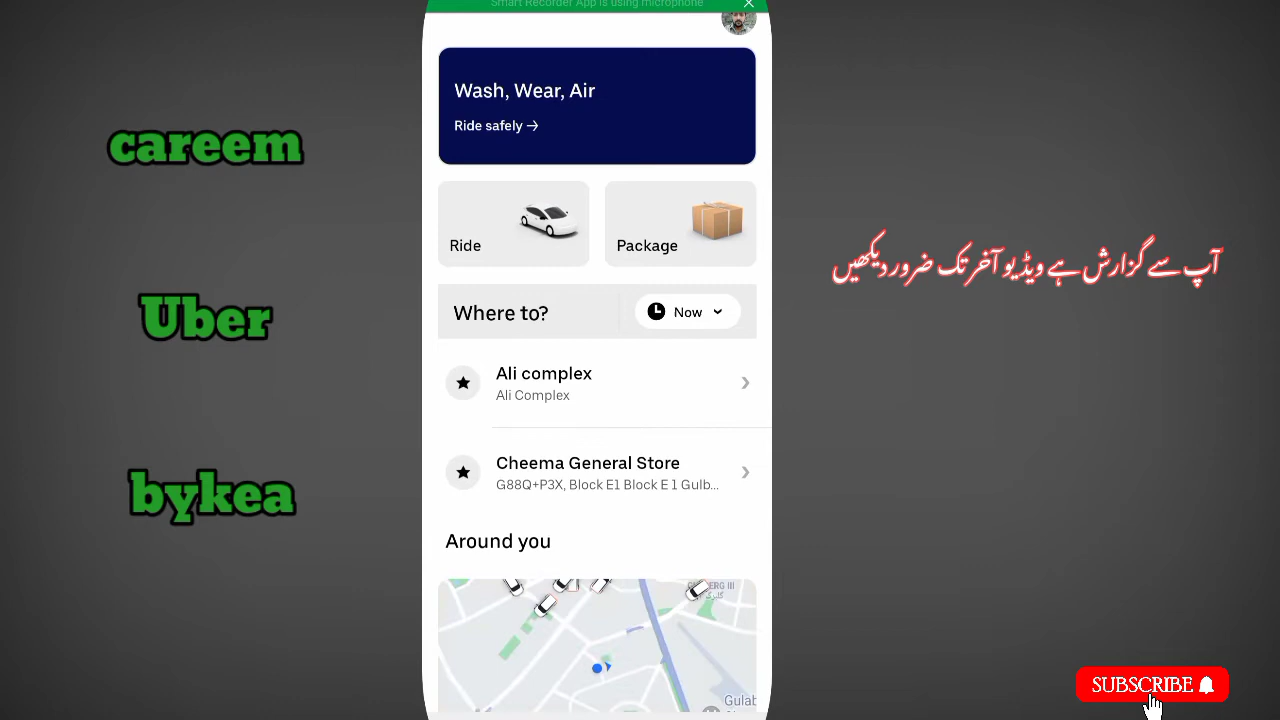 Smart Recorder App is using microphone
Wash, Wear, Air
Ride safely →
Ride
Package
Where to?
Now
Ali complex
Ali Complex
Cheema General Store
G88Q+P3X, Block E1 Block E 1 Gulb...
Around you
Gulab
careem
Uber
bykea
آپ سے گزارش ہے ویڈیو آخر تک ضرور دیکھیں
SUBSCRIBE